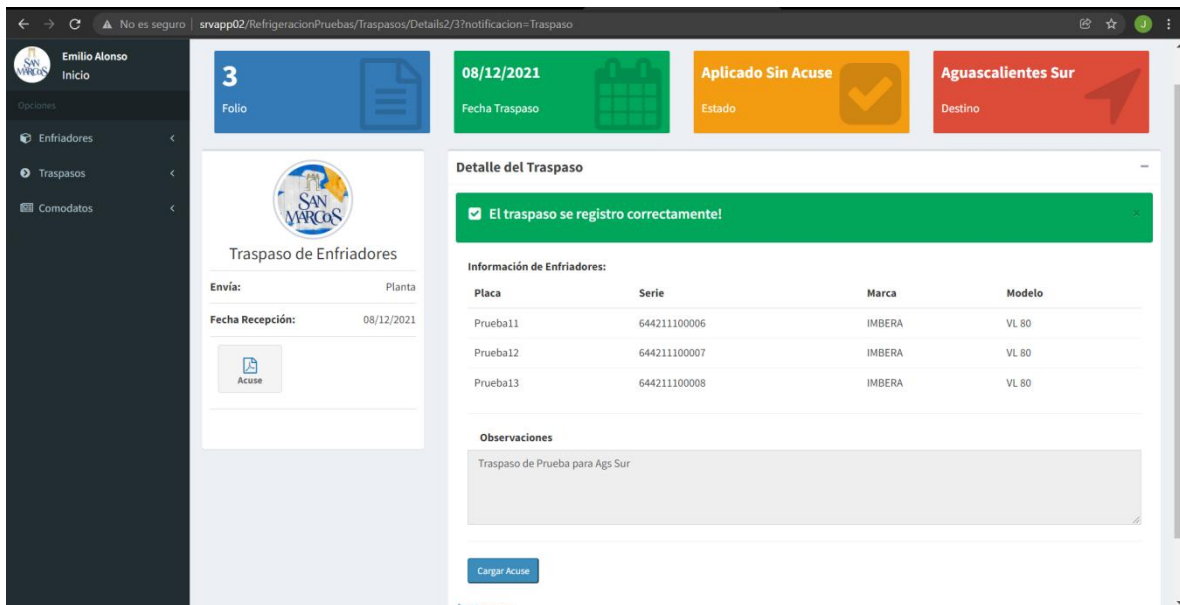 No es seguro | srvapp02/RefrigeracionPruebas/Traspasos/Details2/3?notificacion=Traspaso
J
SAN MARCOS
Emilio Alonso
Inicio
Opciones
Enfriadores
Traspasos
Comodatos
3
Folio
08/12/2021
Fecha Traspaso
Aplicado Sin Acuse
Estado
Aguascalientes Sur
Destino
SAN
MARCOS
Traspaso de Enfriadores
Envía: Planta
Fecha Recepción: 08/12/2021
Acuse
Detalle del Traspaso
El traspaso se registro correctamente!
Información de Enfriadores:
Placa Serie Marca Modelo
Prueba11 644211100006 IMBERA VL 80
Prueba12 644211100007 IMBERA VL 80
Prueba13 644211100008 IMBERA VL 80
Observaciones
Traspaso de Prueba para Ags Sur
Cargar Acuse